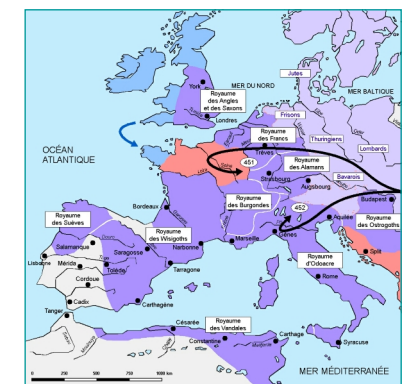 York
Royaume
des Angles
et des Saxons
Londres
MER DU NORD
Jutes
MER BALTIQUE
Frisons
Royaume
des Francs
Thuringiens
Lombards
Trèves
451
Royaume
des Alamans
OCÉAN
ATLANTIQUE
Loire
Strasbourg
Augsbourg
Bavarois
Royaume
des Burgondes
Budapest
452
Bordeaux
Royaume
des Suèves
Royaume
des Wisigoths
Narbonne
Marseille
Gênes
Aquilée
Royaume
des Ostrogoths
Salamanque
Saragosse
Royaume
d'Odoacre
Split
Lisbonne
Mérida
Tolède
Tarragone
Rome
Cordoue
Cadix
Carthagène
Tanger
Césarée
Royaume
des Vandales
Constantine
Carthage
Syracuse
MER MÉDITERRANÉE
0
250
500
750
1000 km